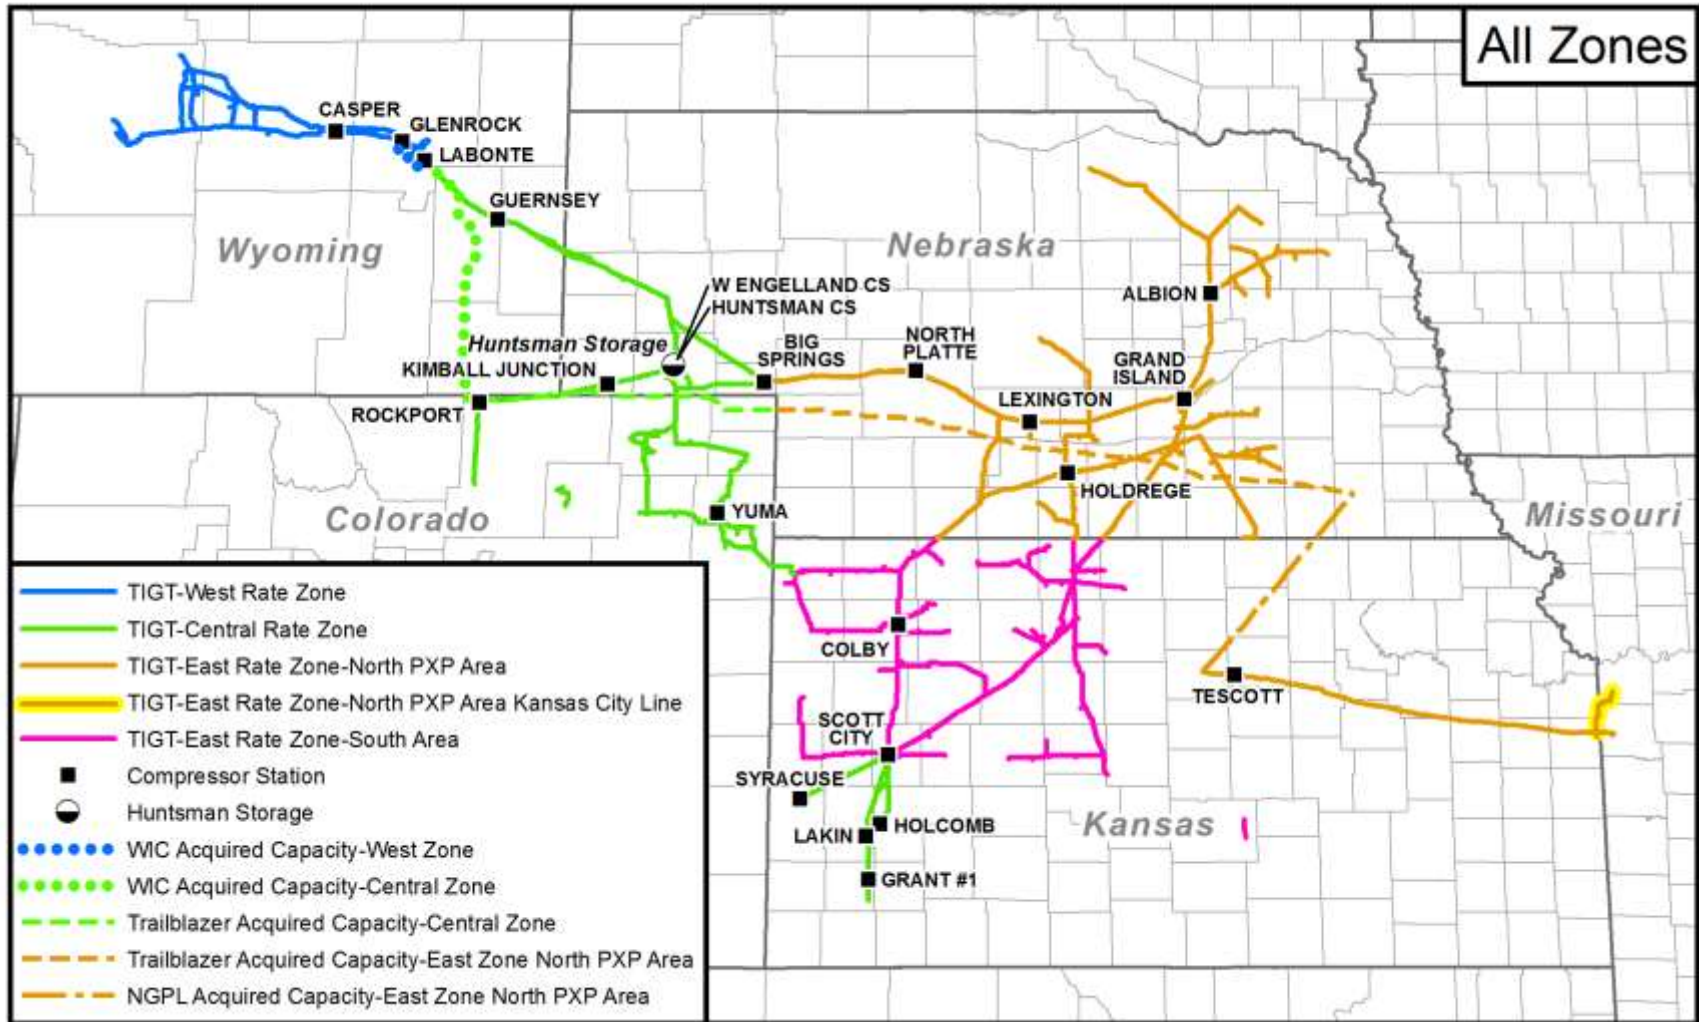 All Zones
CASPER
GLENROCK
LABONTE
GUERNSEY
Wyoming
Nebraska
W ENGELLAND CS
HUNTSMAN CS
ALBION
Huntsman Storage
BIG
SPRINGS
NORTH
PLATTE
GRAND
ISLAND
KIMBALL JUNCTION
LEXINGTON
ROCKPORT
HOLDREGE
YUMA
Colorado
Missouri
COLBY
TESCOTT
SCOTT
CITY
SYRACUSE
HOLCOMB
LAKIN
Kansas
GRANT #1
TIGT-West Rate Zone
TIGT-Central Rate Zone
TIGT-East Rate Zone-North PXP Area
TIGT-East Rate Zone-North PXP Area Kansas City Line
TIGT-East Rate Zone-South Area
Compressor Station
Huntsman Storage
WIC Acquired Capacity-West Zone
WIC Acquired Capacity-Central Zone
Trailblazer Acquired Capacity-Central Zone
Trailblazer Acquired Capacity-East Zone North PXP Area
NGPL Acquired Capacity-East Zone North PXP Area